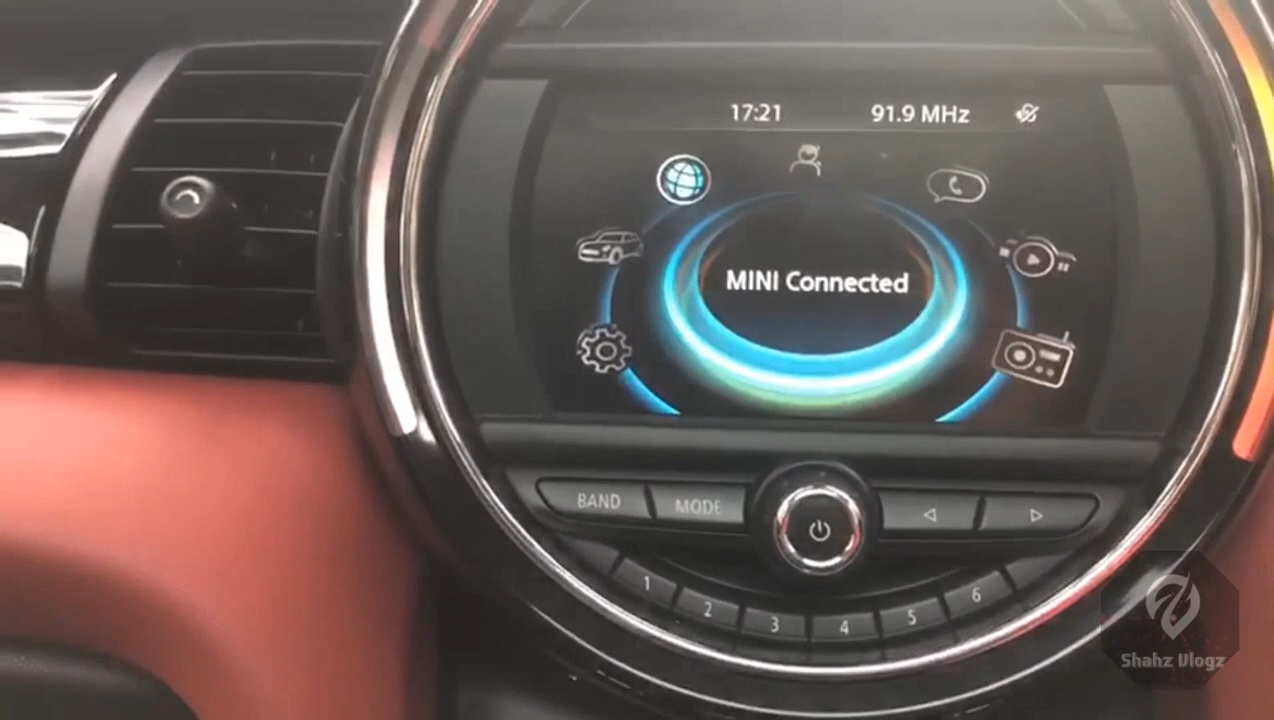 17:21 91.9 MHz
MINI Connected
BAND MODE
1 2 3 4 5 6
Shahz Vlogz